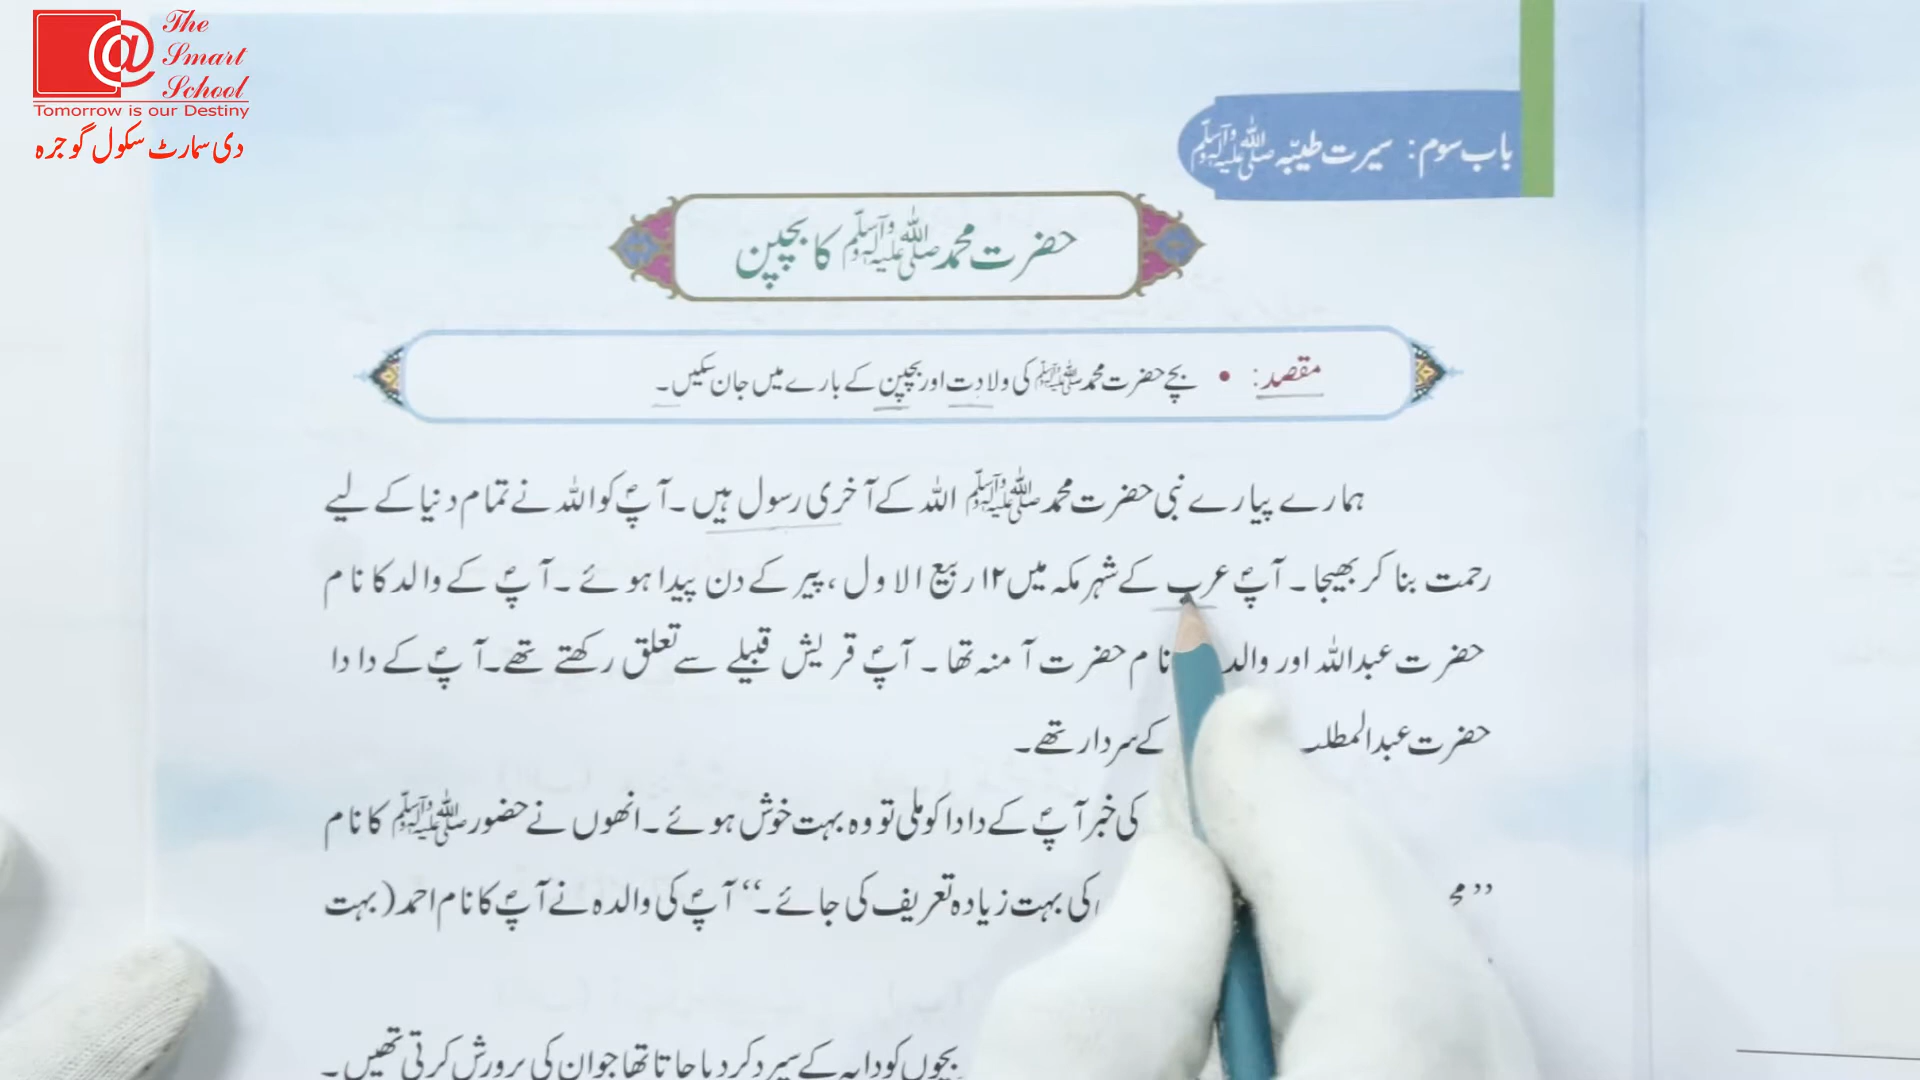 The
Smart
School
Tomorrow is our Destiny
دی سمارٹ سکول گوجرہ
باب سوم: سیرت طیبّہ صلی اللہ علیہ وآلہ وسلم
حضرت محمد صلی اللہ علیہ وآلہ وسلم کا بچپن
مقصد: • بچے حضرت محمد صلی اللہ علیہ وآلہ وسلم کی ولادت اور بچپن کے بارے میں جان سکیں۔
ہمارے پیارے نبی حضرت محمد صلی اللہ علیہ وآلہ وسلم اللہ کے آخری رسول ہیں۔ آپؐ کو اللہ نے تمام دنیا کے لیے
رحمت بنا کر بھیجا۔ آپؐ عرب کے شہر مکہ میں ۱۲ ربیع الاول، پیر کے دن پیدا ہوئے۔ آپؐ کے والد کا نام
حضرت عبداللہ اور والد نام حضرت آمنہ تھا۔ آپؐ قریش قبیلے سے تعلق رکھتے تھے۔ آپؐ کے دادا
حضرت عبدالمطلب کے سردار تھے۔
کی خبر آپؐ کے دادا کو ملی تو وہ بہت خوش ہوئے۔ انھوں نے حضور صلی اللہ علیہ وآلہ وسلم کا نام
کی بہت زیادہ تعریف کی جائے۔“ آپؐ کی والدہ نے آپؐ کا نام احمد (بہت
بچوں کو دایہ کے سپرد کر دیا جاتا تھا جو ان کی پرورش کرتی تھیں۔